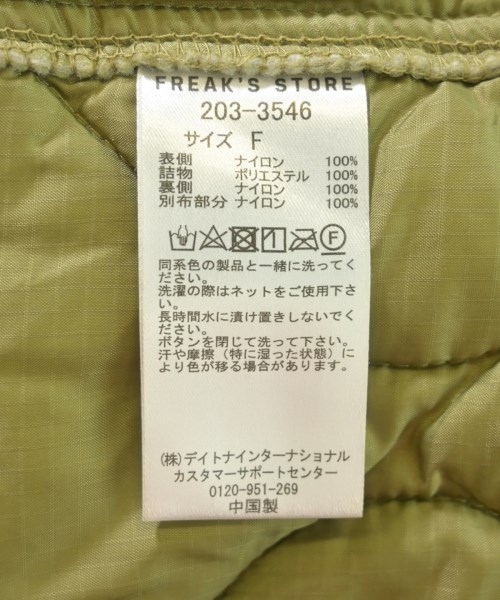 FREAK'S STORE
203-3546
サイズ F
表側 ナイロン 100%
詰物 ポリエステル 100%
裏側 ナイロン 100%
別布部分 ナイロン 100%
同系色の製品と一緒に洗ってく
ださい。
洗濯の際はネットをご使用下さ
い。
長時間水に漬け置きしないでく
ださい。
ボタンを閉じて洗って下さい。
汗や摩擦（特に湿った状態）に
より色が移る場合があります。
(株)デイトナインターナショナル
カスタマーサポートセンター
0120-951-269
中国製